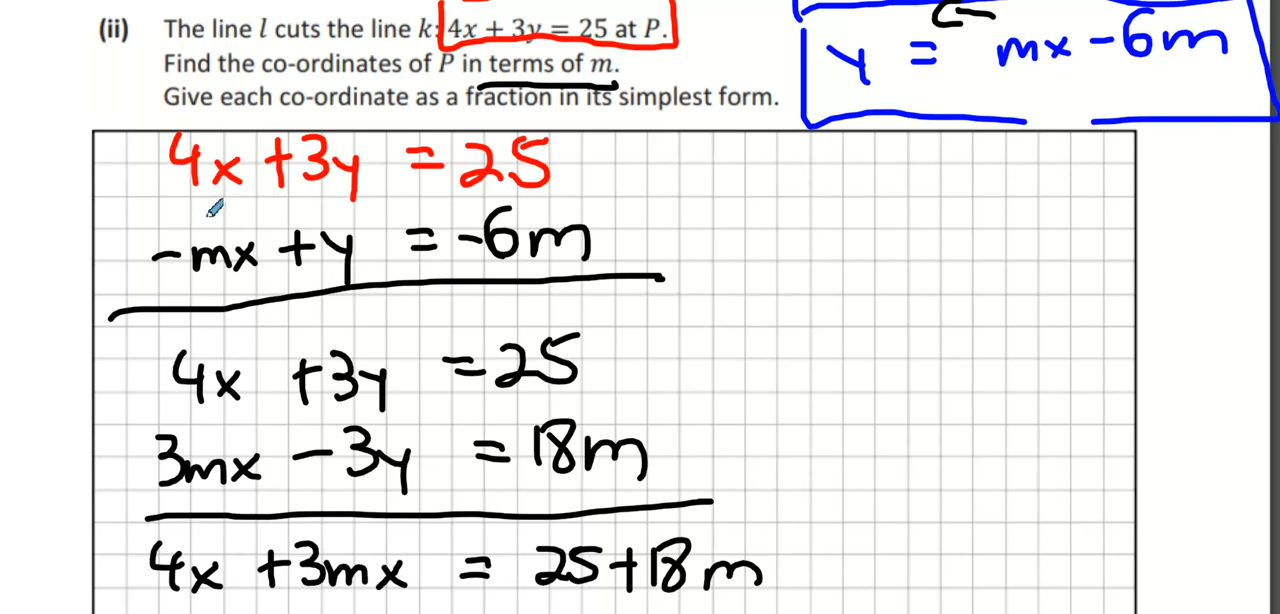 (ii) The line l cuts the line k: 4x + 3y = 25 at P.
Find the co-ordinates of P in terms of m.
Give each co-ordinate as a fraction in its simplest form.
y = mx - 6m
4x + 3y = 25
-mx + y = -6m
4x + 3y = 25
3mx - 3y = 18m
4x + 3mx = 25 + 18m